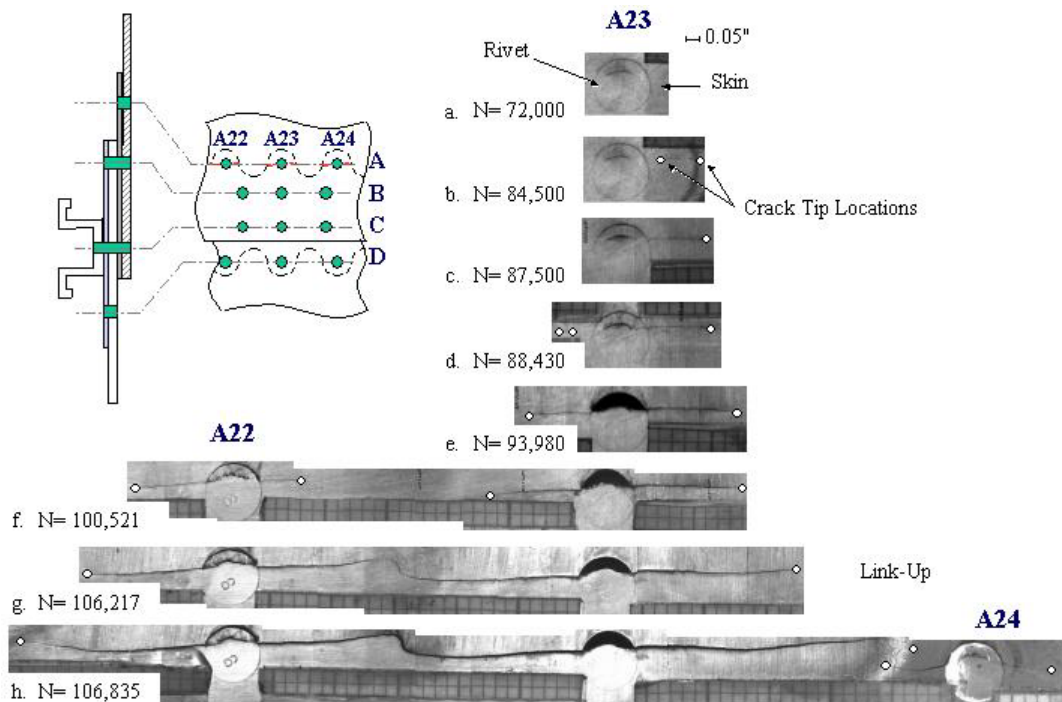 A23
0.05"
Rivet
Skin
a. N= 72,000
A22 A23 A24
A
B
C
D
b. N= 84,500
Crack Tip Locations
c. N= 87,500
d. N= 88,430
e. N= 93,980
A22
f. N= 100,521
g. N= 106,217
Link-Up
A24
h. N= 106,835